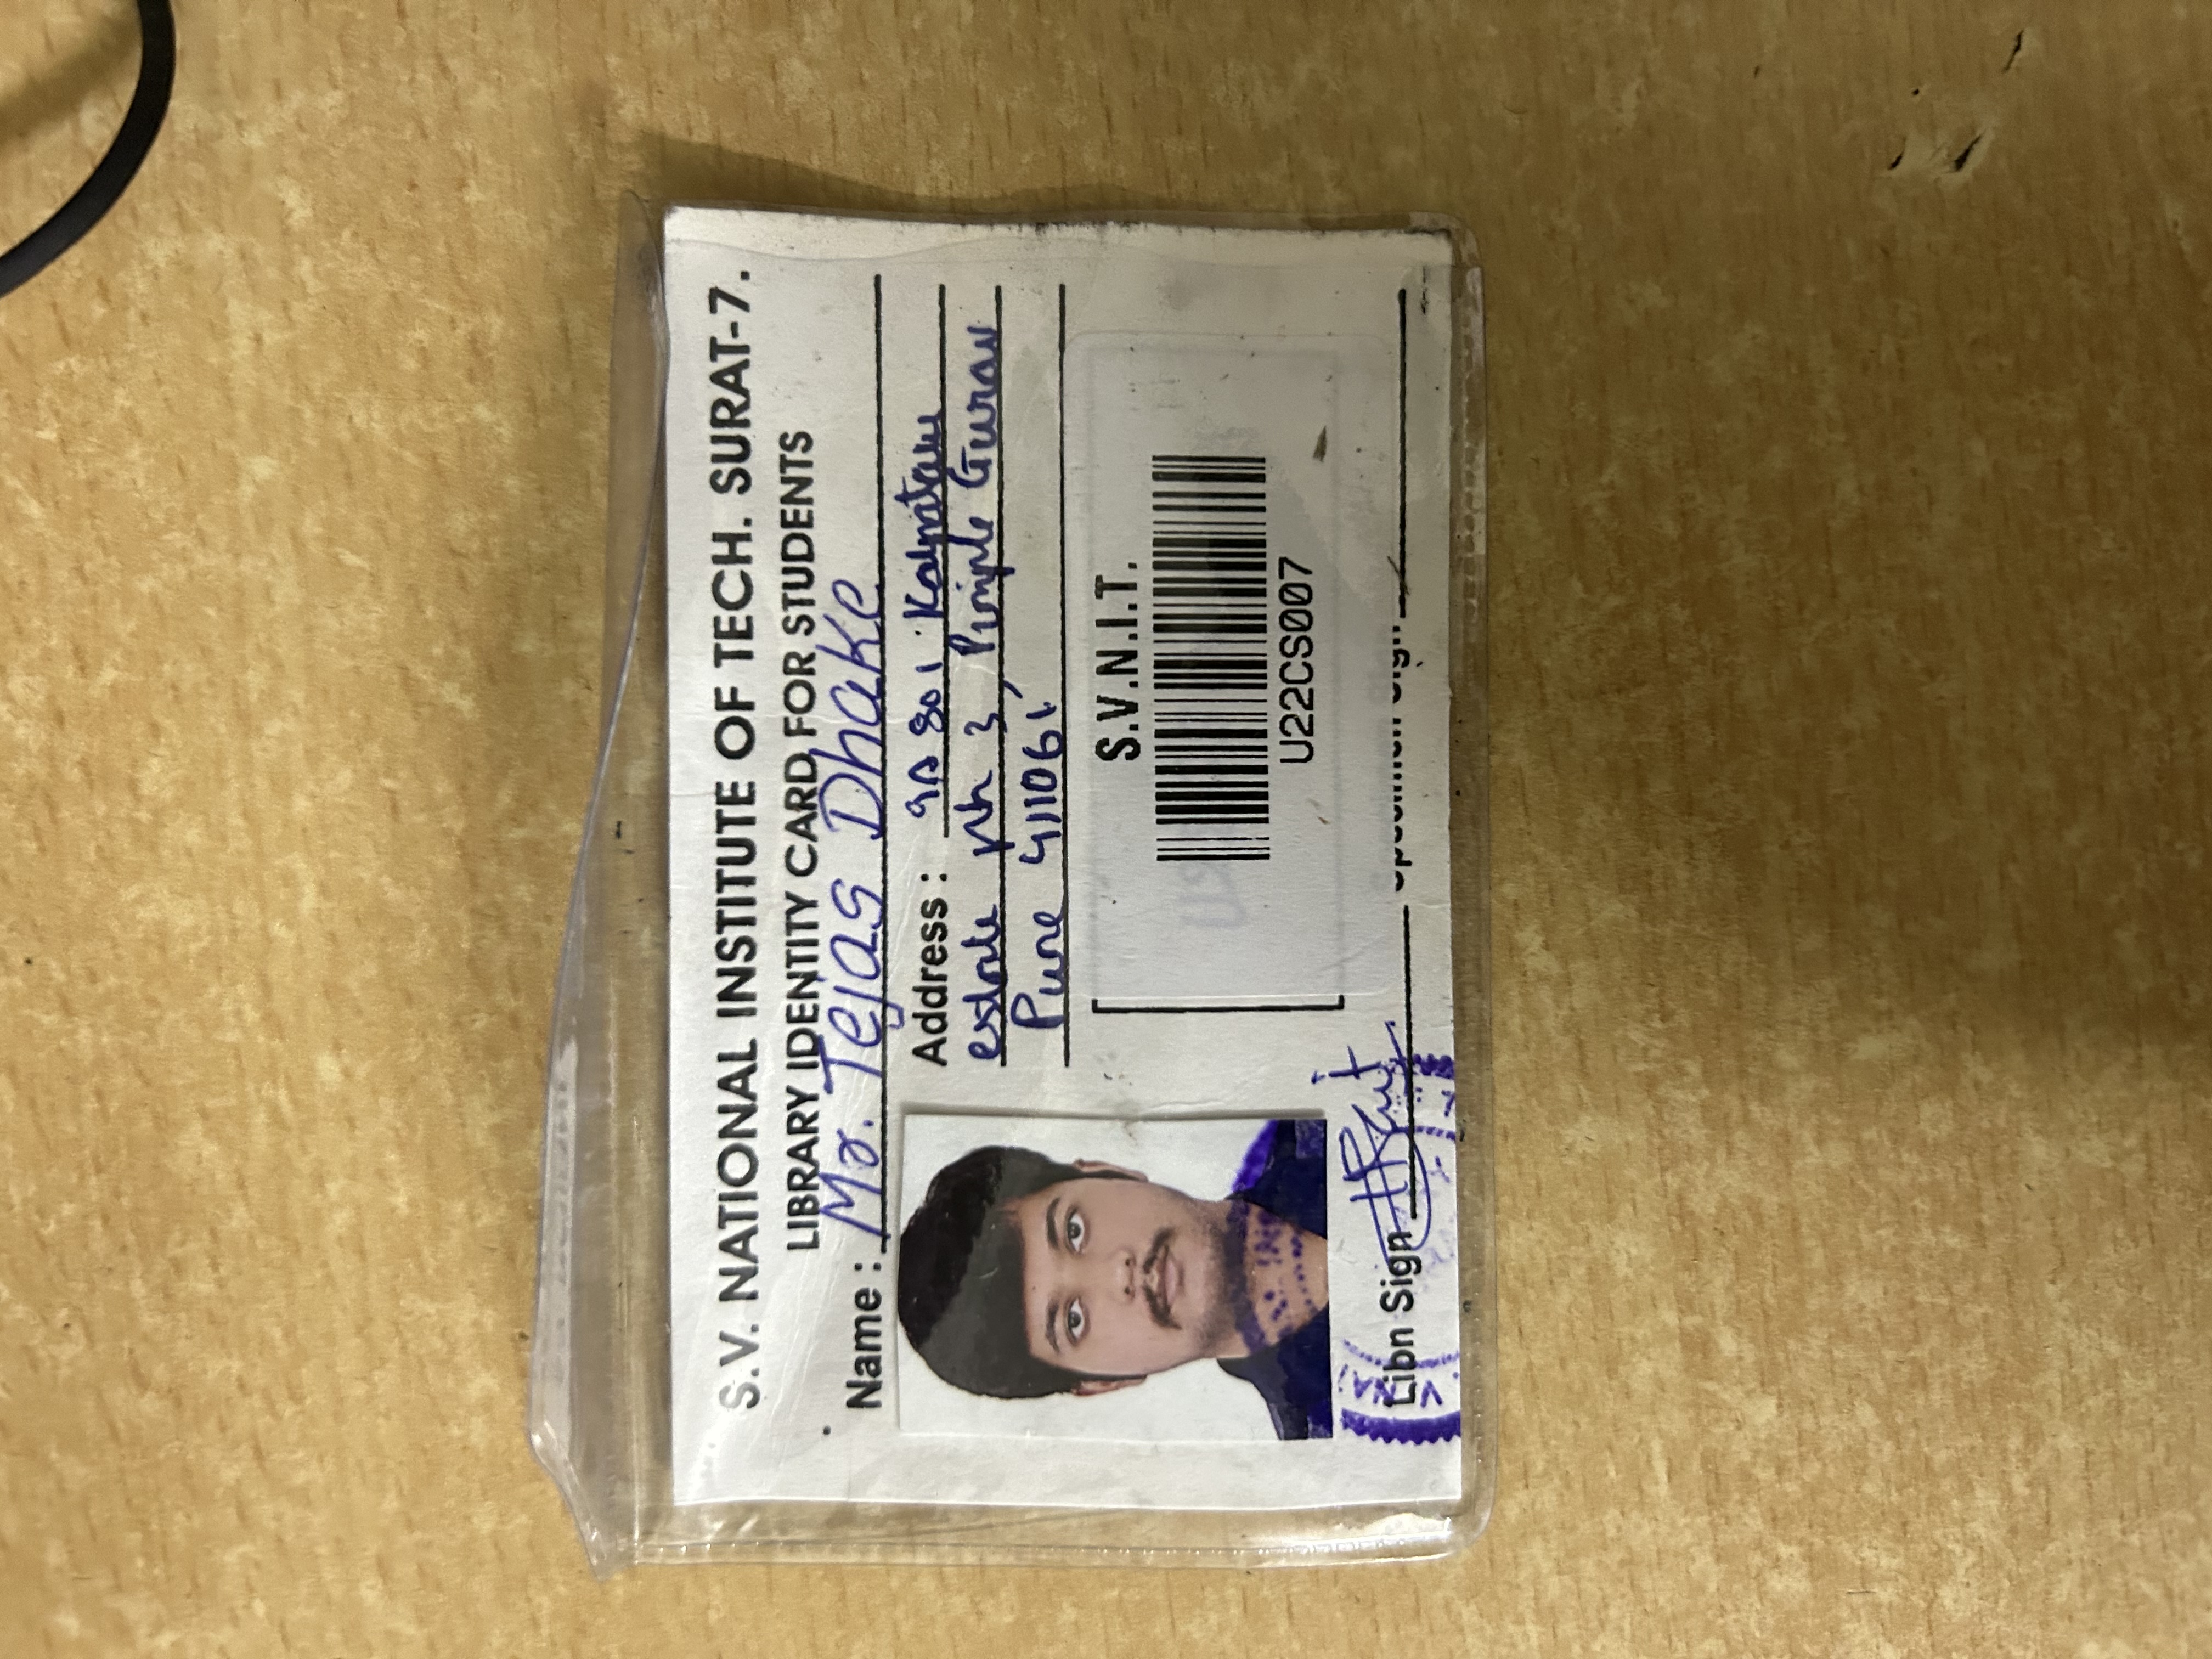 S.V. NATIONAL INSTITUTE OF TECH. SURAT-7.
LIBRARY IDENTITY CARD FOR STUDENTS
Name : Mr. Tejas Dhake
Address : 9A 801 Kalpataru
estate ph 3, Pimple Gurav
Pune 411061
S.V.N.I.T.
U22CS007
Libn Sign Specimen Sign